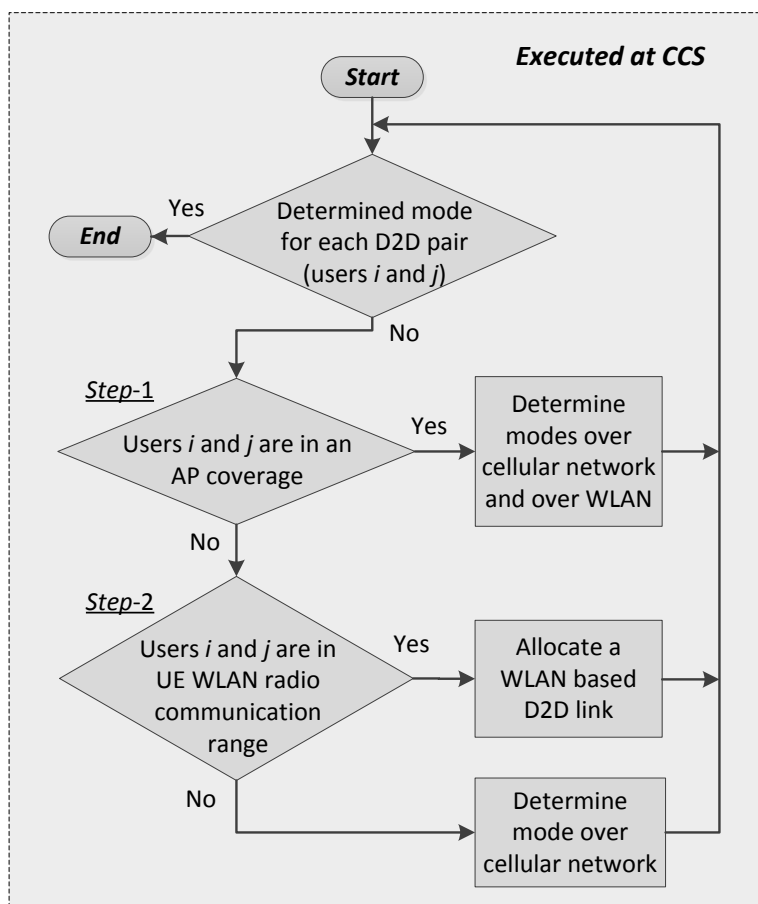 Executed at CCS
Start
Yes
End
Determined mode
for each D2D pair
(users i and j)
No
Step-1
Users i and j are in an
AP coverage
Yes
Determine
modes over
cellular network
and over WLAN
No
Step-2
Users i and j are in
UE WLAN radio
communication
range
Yes
Allocate a
WLAN based
D2D link
No
Determine
mode over
cellular network